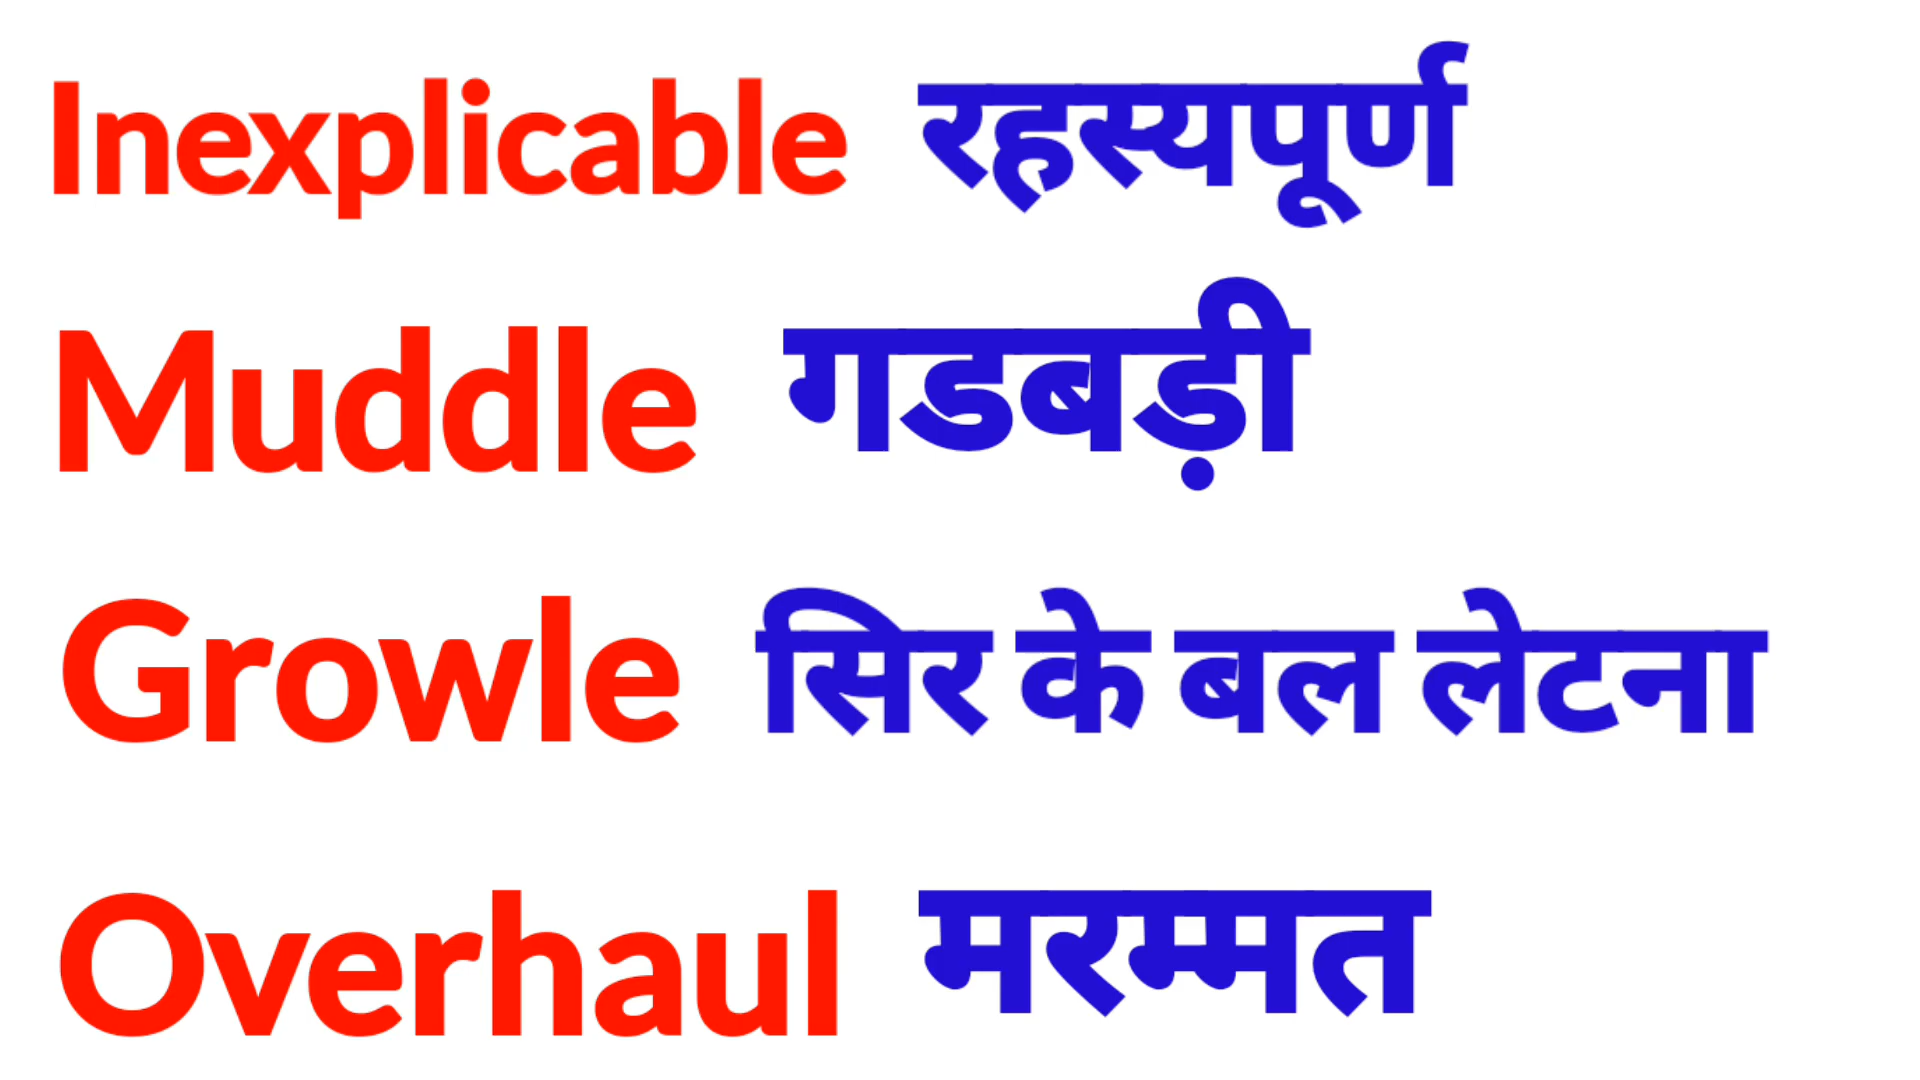 Inexplicable रहस्यपूर्ण
Muddle गडबड़ी
Growle सिर के बल लेटना
Overhaul मरम्मत